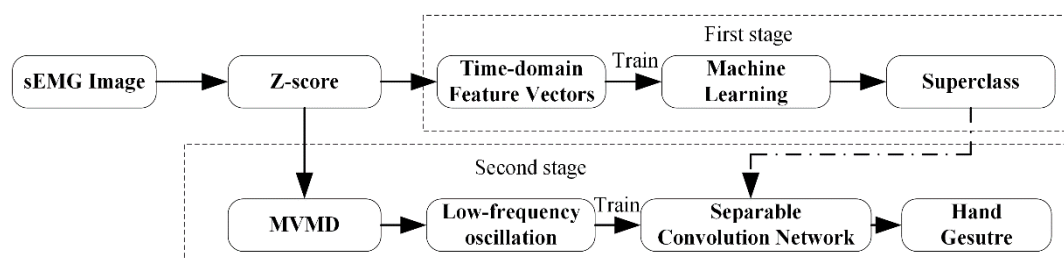 First stage
sEMG Image
Z-score
Time-domain
Feature Vectors
Train
Machine
Learning
Superclass
Second stage
MVMD
Low-frequency
oscillation
Train
Separable
Convolution Network
Hand
Gesutre